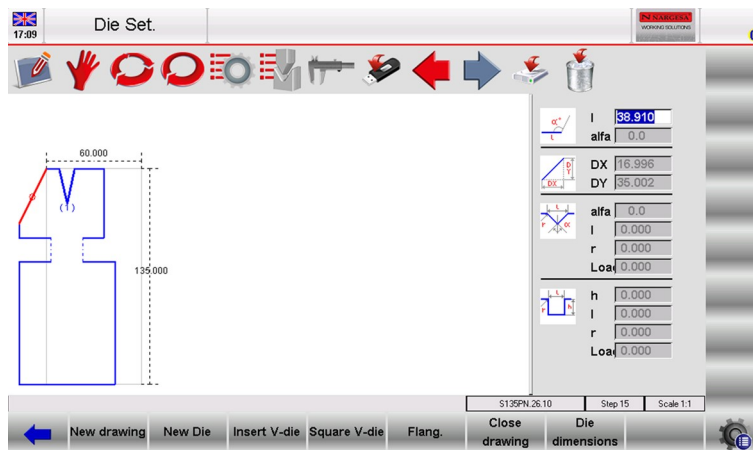 17:09
Die Set.
N NARGESA
WORKING SOLUTIONS
l 38.910
alfa 0.0
DX 16.996
DY 35.002
alfa 0.0
l 0.000
r 0.000
Loa 0.000
h 0.000
l 0.000
r 0.000
Loa 0.000
60.000
(1)
135.000
S135PN.26.10 Step 15 Scale 1:1
New drawing New Die Insert V-die Square V-die Flang. Close drawing Die dimensions